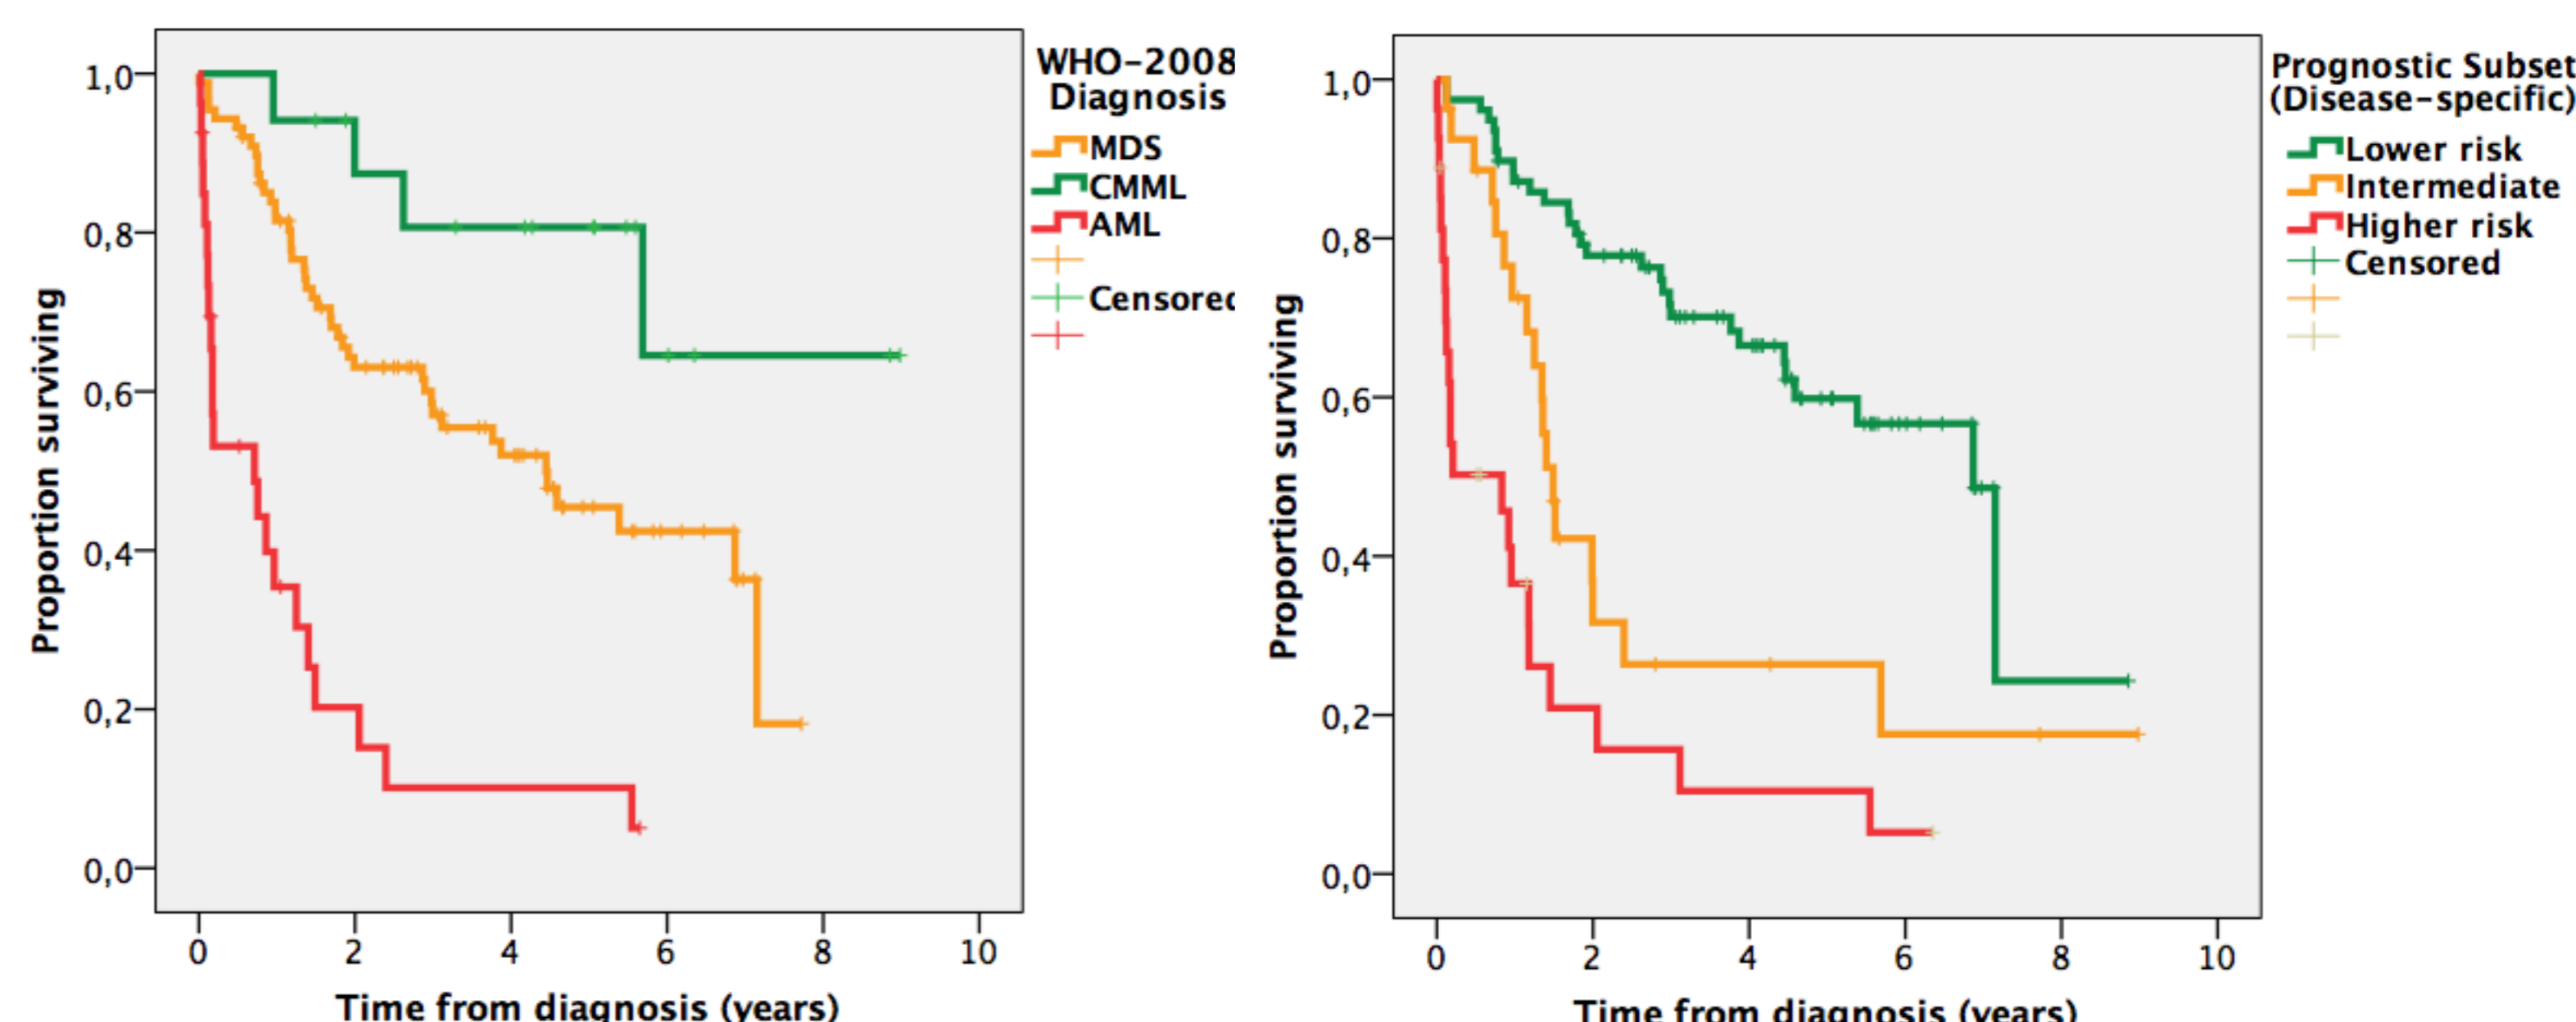 WHO-2008
Diagnosis
MDS
CMML
AML
Censored
1,0
0,8
0,6
0,4
0,2
0,0
Proportion surviving
0 2 4 6 8 10
Time from diagnosis (years)
Prognostic Subset
(Disease-specific)
Lower risk
Intermediate
Higher risk
Censored
1,0
0,8
0,6
0,4
0,2
0,0
Proportion surviving
0 2 4 6 8 10
Time from diagnosis (years)